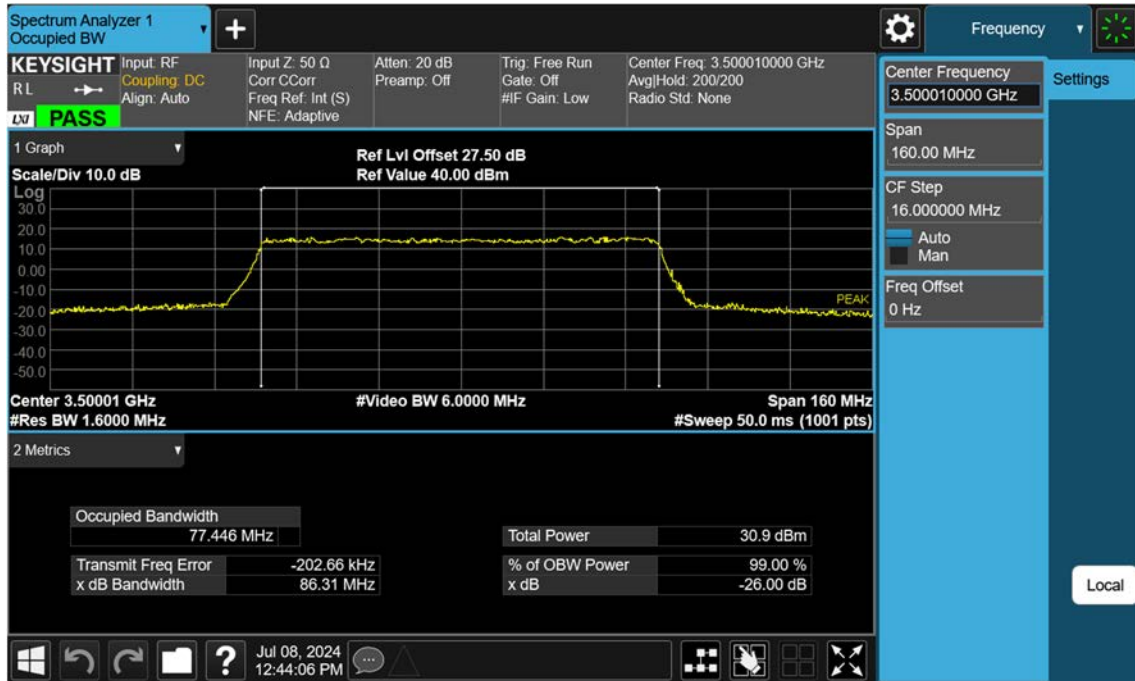 Spectrum Analyzer 1
Occupied BW
Frequency
KEYSIGHT
R L
LXI PASS
Input: RF
Coupling: DC
Align: Auto
Input Z: 50 Ω
Corr CCorr
Freq Ref: Int (S)
NFE: Adaptive
Atten: 20 dB
Preamp: Off
Trig: Free Run
Gate: Off
#IF Gain: Low
Center Freq: 3.500010000 GHz
Avg|Hold: 200/200
Radio Std: None
Center Frequency
3.500010000 GHz
Settings
Span
160.00 MHz
CF Step
16.000000 MHz
Auto
Man
Freq Offset
0 Hz
Local
1 Graph
Scale/Div 10.0 dB
Ref Lvl Offset 27.50 dB
Ref Value 40.00 dBm
Log
30.0
20.0
10.0
0.00
-10.0
-20.0
-30.0
-40.0
-50.0
PEAK
Center 3.50001 GHz
#Res BW 1.6000 MHz
#Video BW 6.0000 MHz
Span 160 MHz
#Sweep 50.0 ms (1001 pts)
2 Metrics
Occupied Bandwidth
77.446 MHz
Total Power 30.9 dBm
Transmit Freq Error -202.66 kHz
% of OBW Power 99.00 %
x dB Bandwidth 86.31 MHz
x dB -26.00 dB
?
Jul 08, 2024
12:44:06 PM